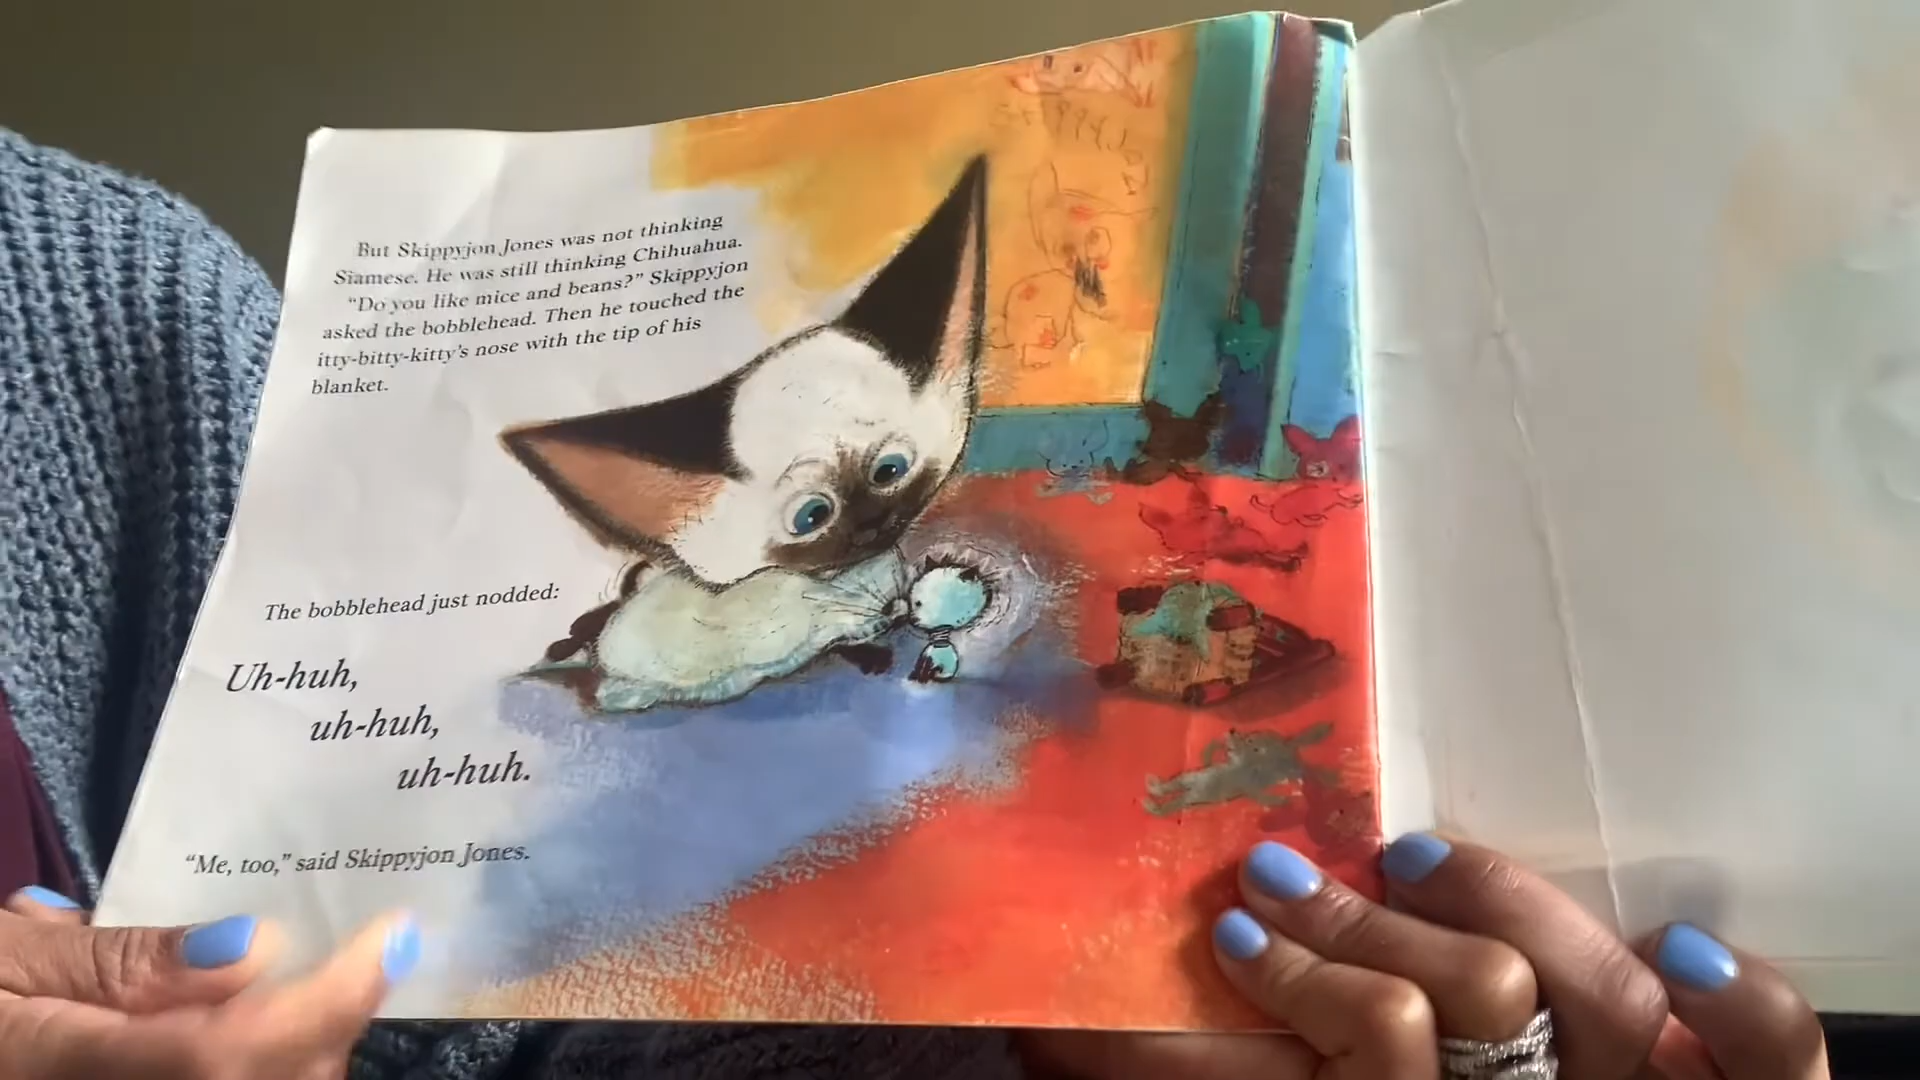 But Skippyjon Jones was not thinking
Siamese. He was still thinking Chihuahua.
“Do you like mice and beans?” Skippyjon
asked the bobblehead. Then he touched the
itty-bitty-kitty’s nose with the tip of his
blanket.
The bobblehead just nodded:
Uh-huh,
uh-huh,
uh-huh.
“Me, too,” said Skippyjon Jones.